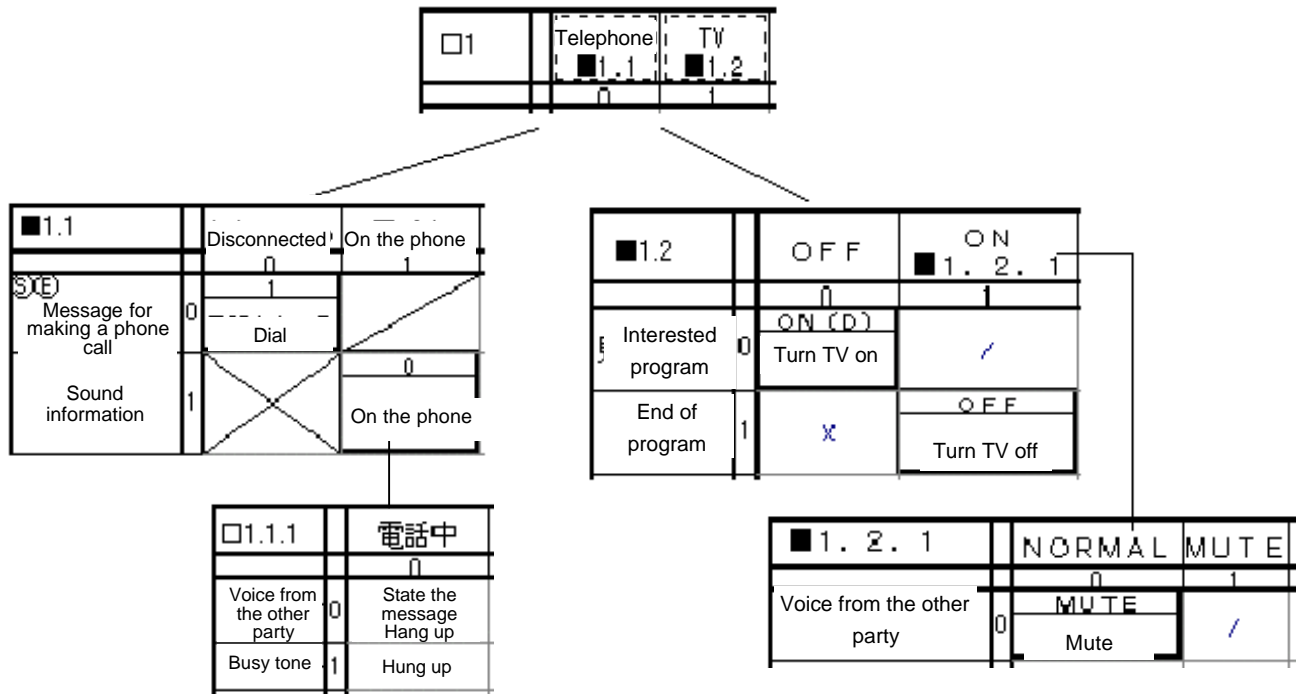 □1
Telephone
■1.1
TV
■1.2
0
1
■1.1
Disconnected
On the phone
0
1
Ⓢ Ⓔ
Message for
making a phone
call
0
1
Dial
Sound
information
1
0
On the phone
■1.2
OFF
ON
■1. 2. 1
0
1
Interested
program
0
ON (D)
Turn TV on
/
End of
program
1
X
OFF
Turn TV off
□1.1.1
電話中
0
Voice from
the other
party
0
State the
message
Hang up
Busy tone
1
Hung up
■1. 2. 1
NORMAL
MUTE
0
1
Voice from the other
party
0
MUTE
Mute
/